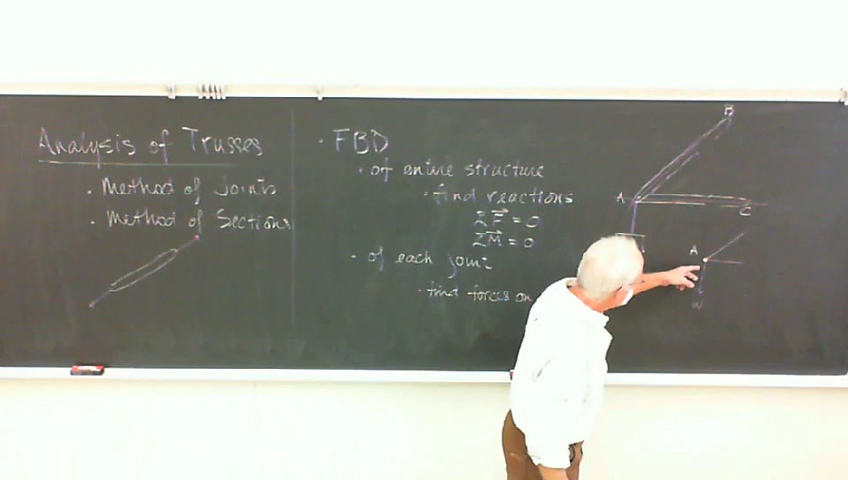 Analysis of Trusses
• Method of Joints
• Method of Sections
• FBD
• of entire structure
• find reactions
ΣF = 0
ΣM = 0
• of each joint
• find forces on
B
A
C
A
W